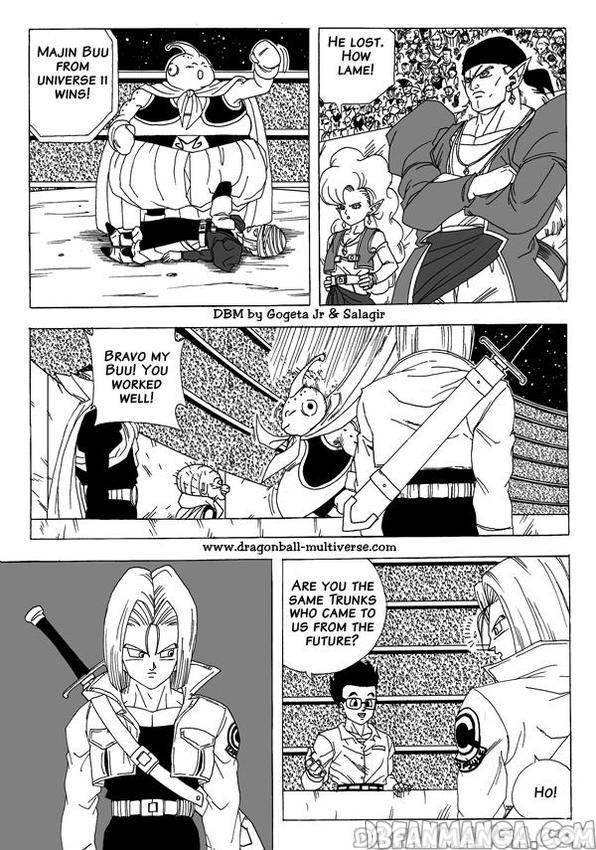 MAJIN BUU
FROM
UNIVERSE 11
WINS!
HE LOST.
HOW
LAME!
DBM by Gogeta Jr & Salagir
BRAVO MY
BUU! YOU
WORKED
WELL!
www.dragonball-multiverse.com
ARE YOU THE
SAME TRUNKS
WHO CAME TO
US FROM THE
FUTURE?
HO!
DBFANMANGA.COM